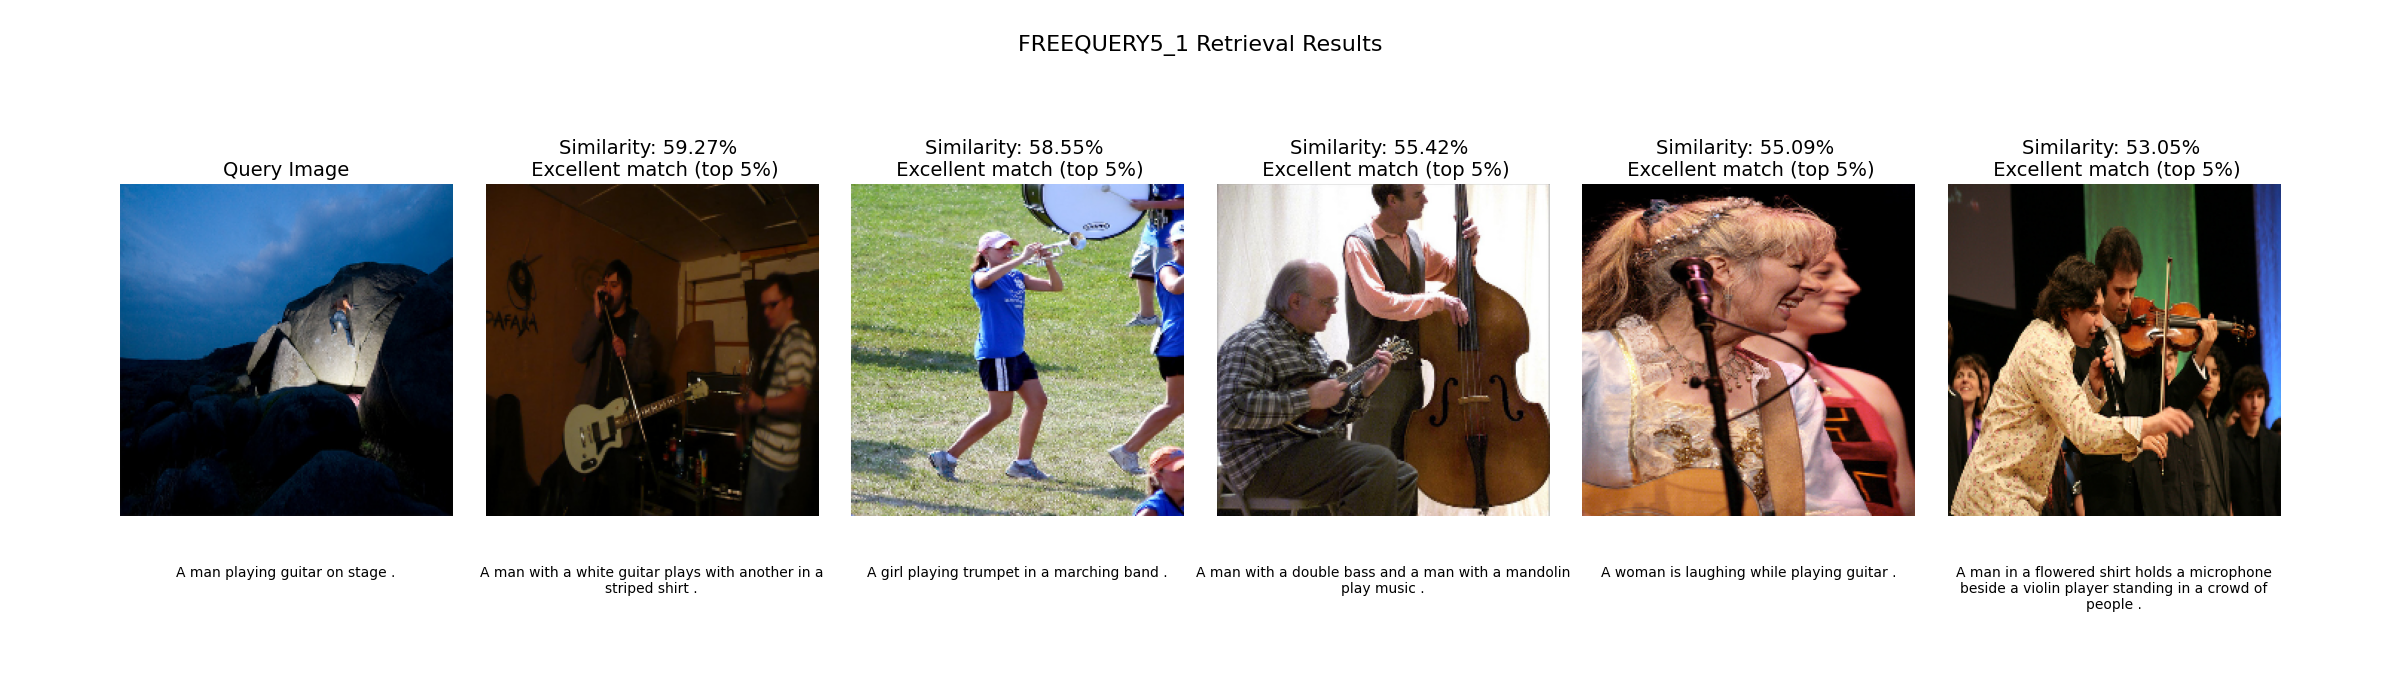 FREEQUERY5_1 Retrieval Results
Query Image
Similarity: 59.27%
Excellent match (top 5%)
Similarity: 58.55%
Excellent match (top 5%)
Similarity: 55.42%
Excellent match (top 5%)
Similarity: 55.09%
Excellent match (top 5%)
Similarity: 53.05%
Excellent match (top 5%)
A man playing guitar on stage .
A man with a white guitar plays with another in a
striped shirt .
A girl playing trumpet in a marching band .
A man with a double bass and a man with a mandolin
play music .
A woman is laughing while playing guitar .
A man in a flowered shirt holds a microphone
beside a violin player standing in a crowd of
people .